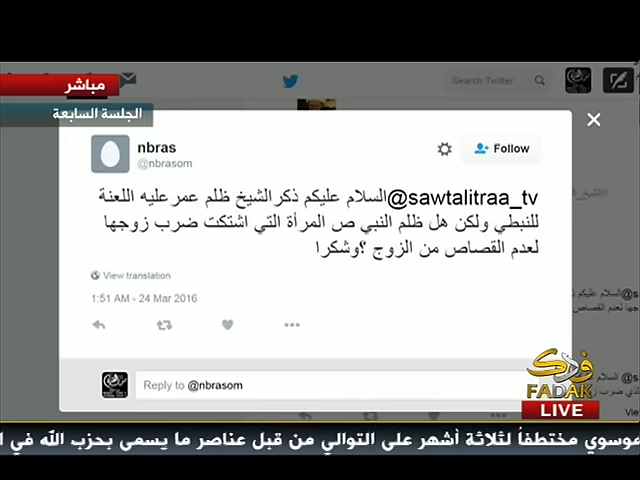 مباشر
الجلسة السابعة
Search Twitter
nbras
@nbrasom
Follow
@sawtalitraa_tv السلام عليكم ذكر الشيخ ظلم عمر عليه اللعنة
للنبطي ولكن هل ظلم النبي ص المرأة التي اشتكت ضرب زوجها
لعدم القصاص من الزوج ؟وشكرا
View translation
1:51 AM - 24 Mar 2016
Reply to @nbrasom
فدك
FADAK
LIVE
موسوي مختطفاً لثلاثة أشهر على التوالي من قبل عناصر ما يسمى بحزب الله في